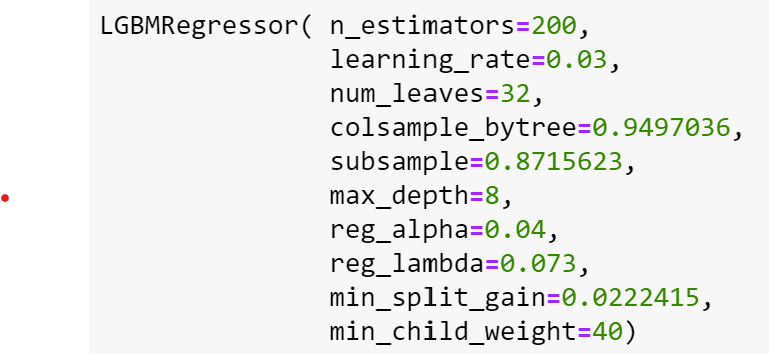 LGBMRegressor( n_estimators=200,
learning_rate=0.03,
num_leaves=32,
colsample_bytree=0.9497036,
subsample=0.8715623,
max_depth=8,
reg_alpha=0.04,
reg_lambda=0.073,
min_split_gain=0.0222415,
min_child_weight=40)